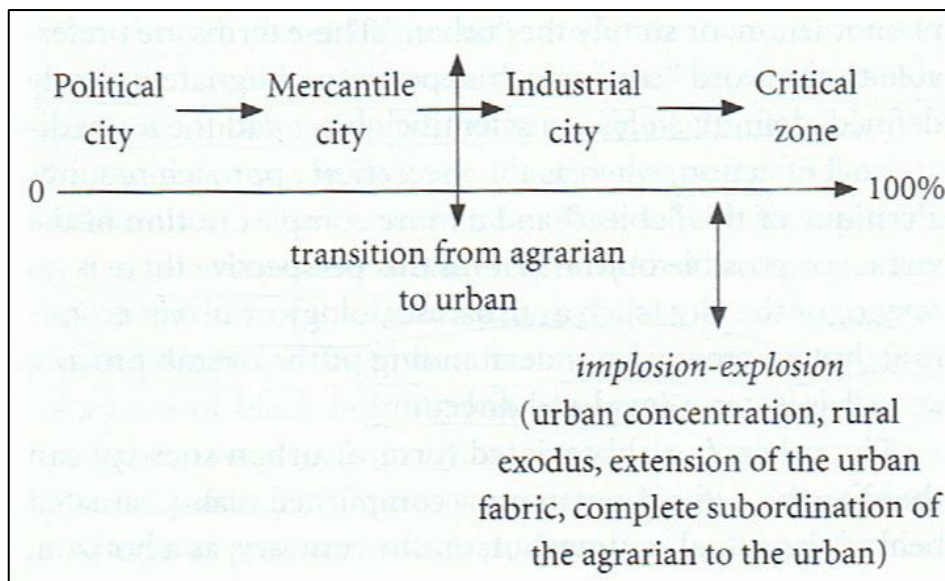 Political Mercantile Industrial Critical
city city city zone
0 100%
transition from agrarian
to urban
implosion-explosion
(urban concentration, rural
exodus, extension of the urban
fabric, complete subordination of
the agrarian to the urban)